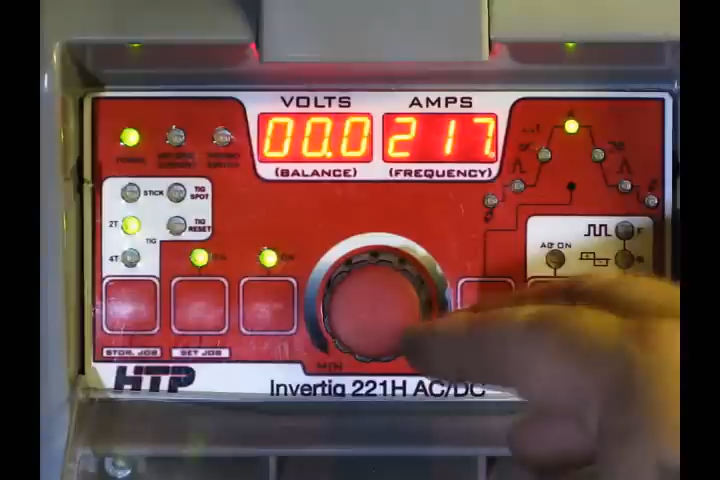 VOLTS AMPS
00.0 217.
(BALANCE) (FREQUENCY)
POWER
STICK TIG SPOT
2T TIG RESET
TIG
4T
ON ON
AC ON
F
MIN
STOR. JOB SET JOB
HTP Invertig 221H AC/DC